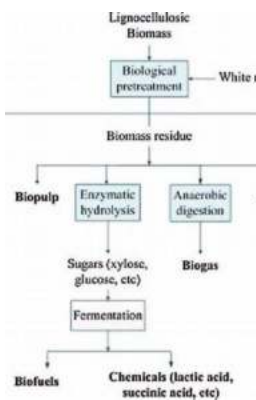 Lignocellulosic
Biomass
Biological
pretreatment
White
Biomass residue
Biopulp
Enzymatic
hydrolysis
Anaerobic
digestion
Sugars (xylose,
glucose, etc)
Biogas
Fermentation
Biofuels
Chemicals (lactic acid,
succinic acid, etc)